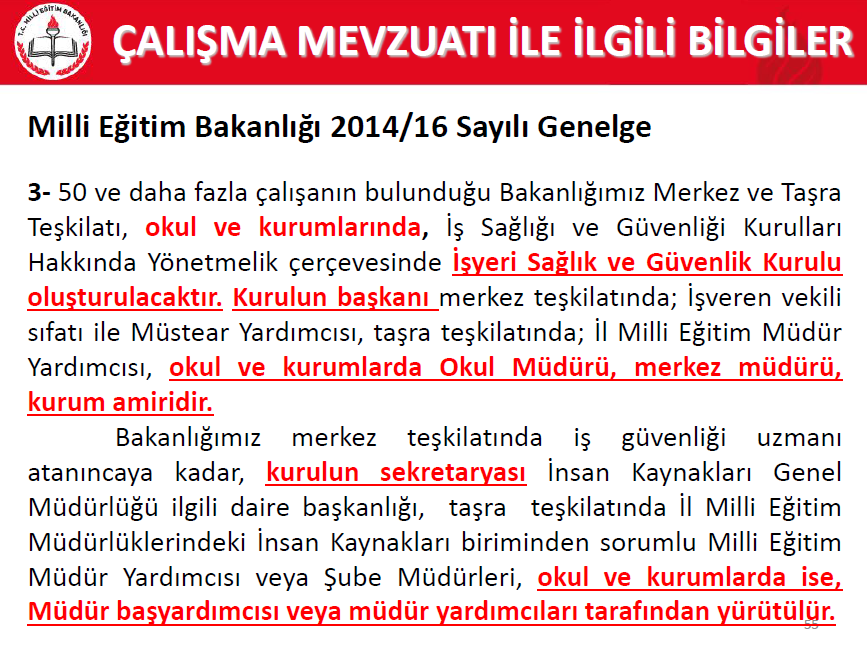 T.C. MİLLİ EĞİTİM BAKANLIĞI
ÇALIŞMA MEVZUATI İLE İLGİLİ BİLGİLER
Milli Eğitim Bakanlığı 2014/16 Sayılı Genelge
3- 50 ve daha fazla çalışanın bulunduğu Bakanlığımız Merkez ve Taşra
Teşkilatı, okul ve kurumlarında, İş Sağlığı ve Güvenliği Kurulları
Hakkında Yönetmelik çerçevesinde İşyeri Sağlık ve Güvenlik Kurulu
oluşturulacaktır. Kurulun başkanı merkez teşkilatında; İşveren vekili
sıfatı ile Müstear Yardımcısı, taşra teşkilatında; İl Milli Eğitim Müdür
Yardımcısı, okul ve kurumlarda Okul Müdürü, merkez müdürü,
kurum amiridir.
Bakanlığımız merkez teşkilatında iş güvenliği uzmanı
atanıncaya kadar, kurulun sekretaryası İnsan Kaynakları Genel
Müdürlüğü ilgili daire başkanlığı, taşra teşkilatında İl Milli Eğitim
Müdürlüklerindeki İnsan Kaynakları biriminden sorumlu Milli Eğitim
Müdür Yardımcısı veya Şube Müdürleri, okul ve kurumlarda ise,
Müdür başyardımcısı veya müdür yardımcıları tarafından yürütülür.
55